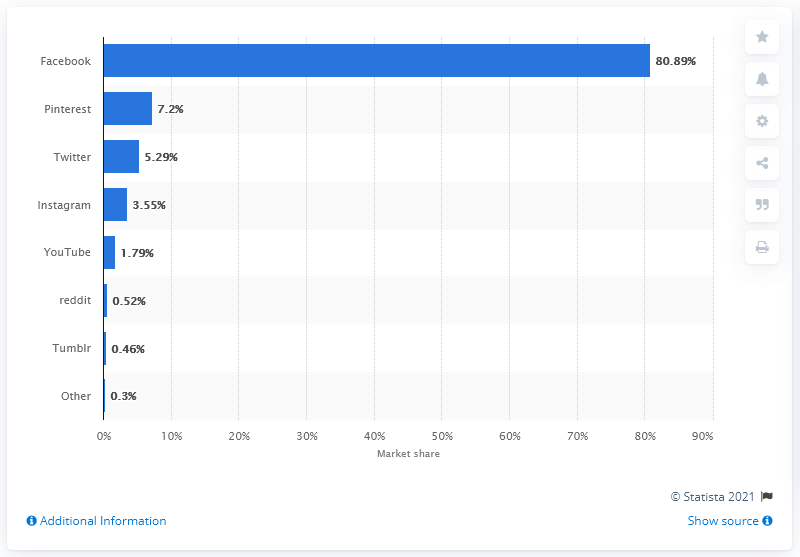 Facebook 80.89%
Pinterest 7.2%
Twitter 5.29%
Instagram 3.55%
YouTube 1.79%
reddit 0.52%
Tumblr 0.46%
Other 0.3%
0% 10% 20% 30% 40% 50% 60% 70% 80% 90%
Market share
© Statista 2021
Additional Information Show source